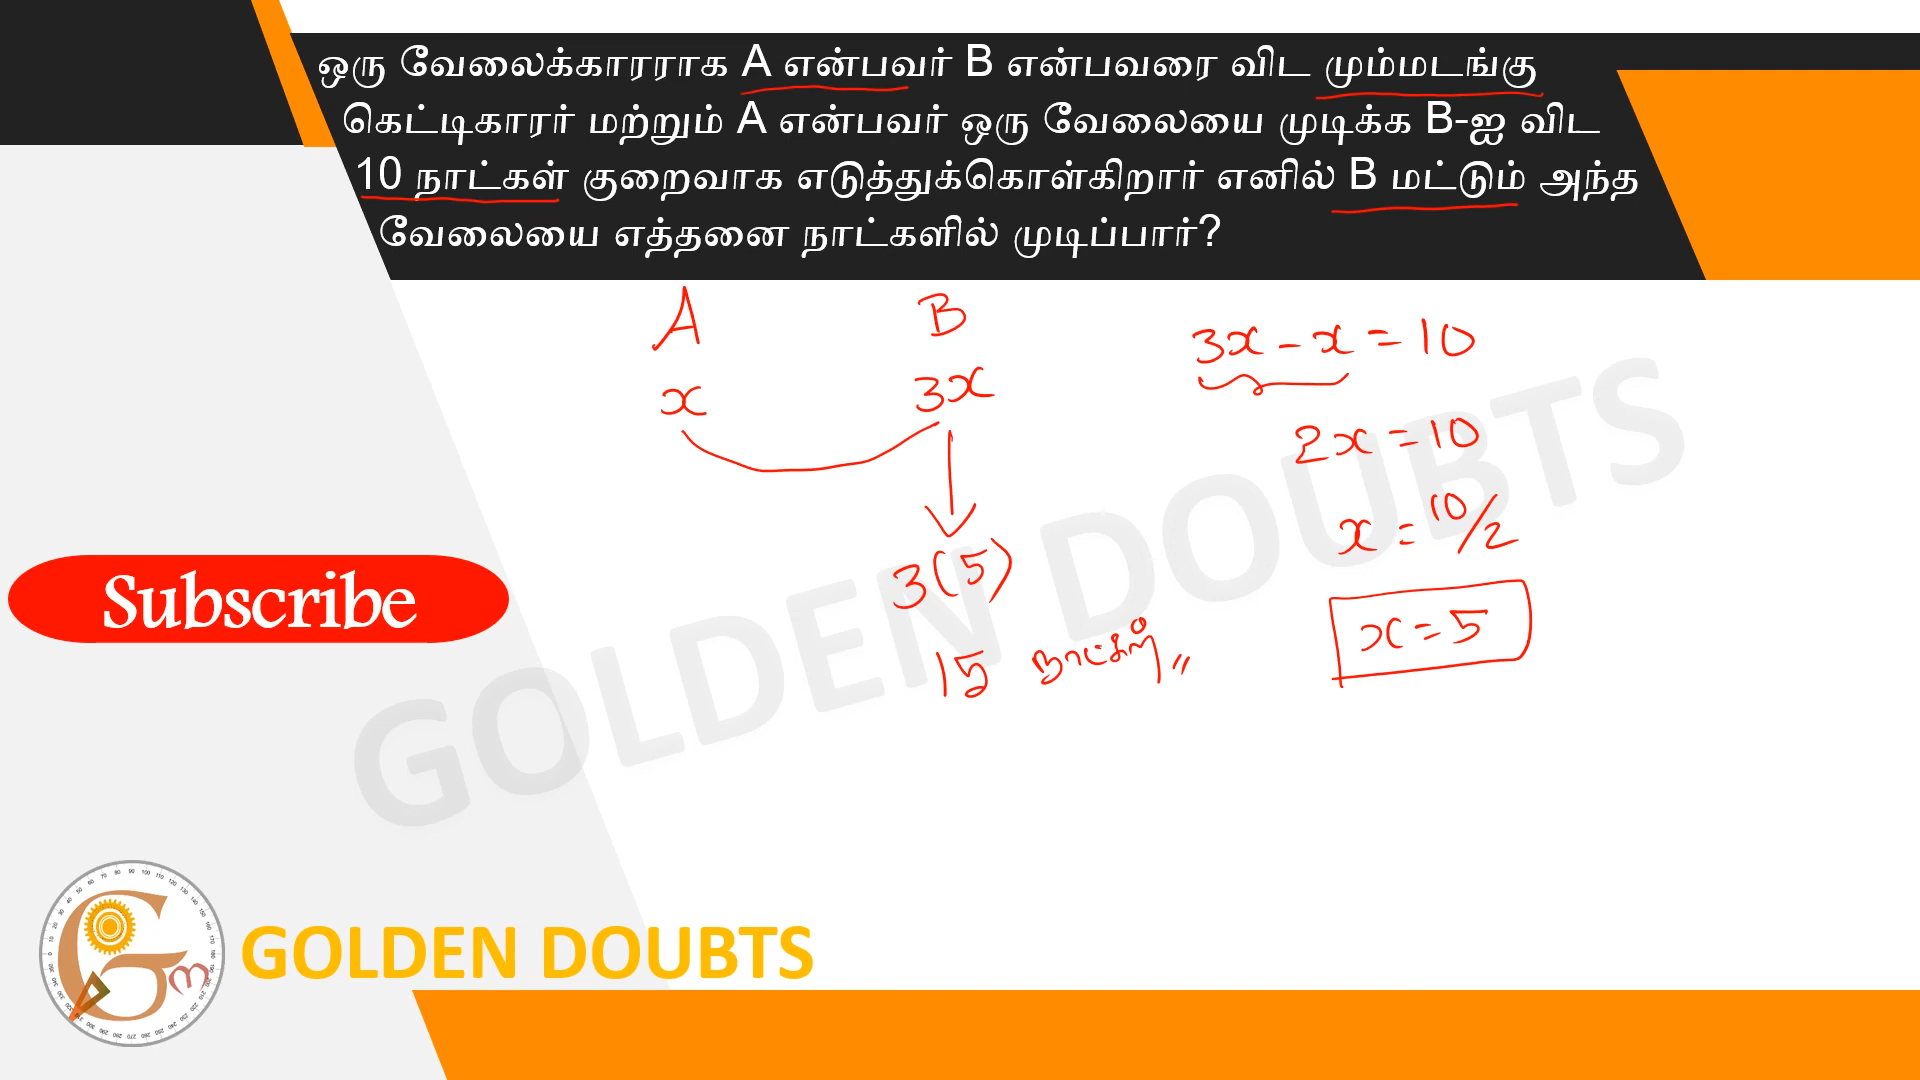 ஒரு வேலைக்காரராக A என்பவர் B என்பவரை விட மும்மடங்கு
கெட்டிகாரர் மற்றும் A என்பவர் ஒரு வேலையை முடிக்க B-ஐ விட
10 நாட்கள் குறைவாக எடுத்துக்கொள்கிறார் எனில் B மட்டும் அந்த
வேலையை எத்தனை நாட்களில் முடிப்பார்?
A B
x 3x
3(5)
15 நாட்கள்,,
3x - x = 10
2x = 10
x = 10/2
x = 5
GOLDEN DOUBTS
Subscribe
GOLDEN DOUBTS